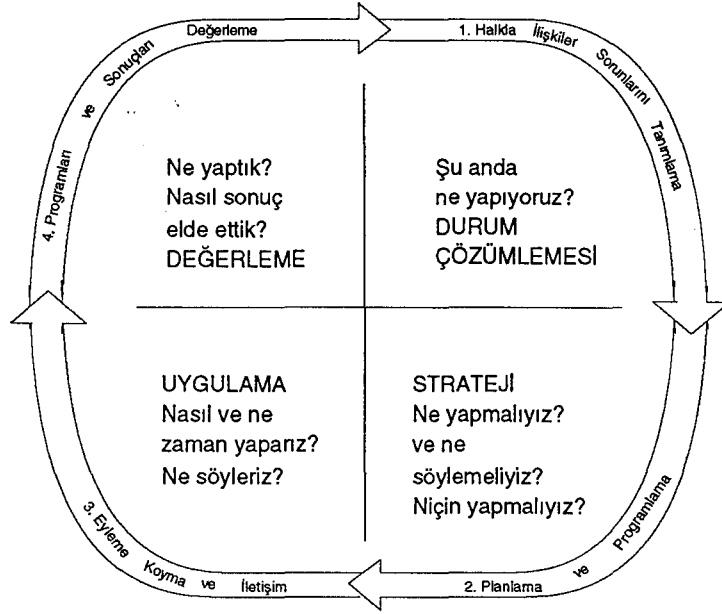 1. Halkla İlişkiler Sorunlarını Tanımlama
Şu anda
ne yapıyoruz?
DURUM
ÇÖZÜMLEMESİ
2. Planlama ve Programlama
STRATEJİ
Ne yapmalıyız?
ve ne
söylemeliyiz?
Niçin yapmalıyız?
3. Eyleme Koyma ve İletişim
UYGULAMA
Nasıl ve ne
zaman yaparız?
Ne söyleriz?
4. Programları ve Sonuçları Değerleme
Ne yaptık?
Nasıl sonuç
elde ettik?
DEĞERLEME